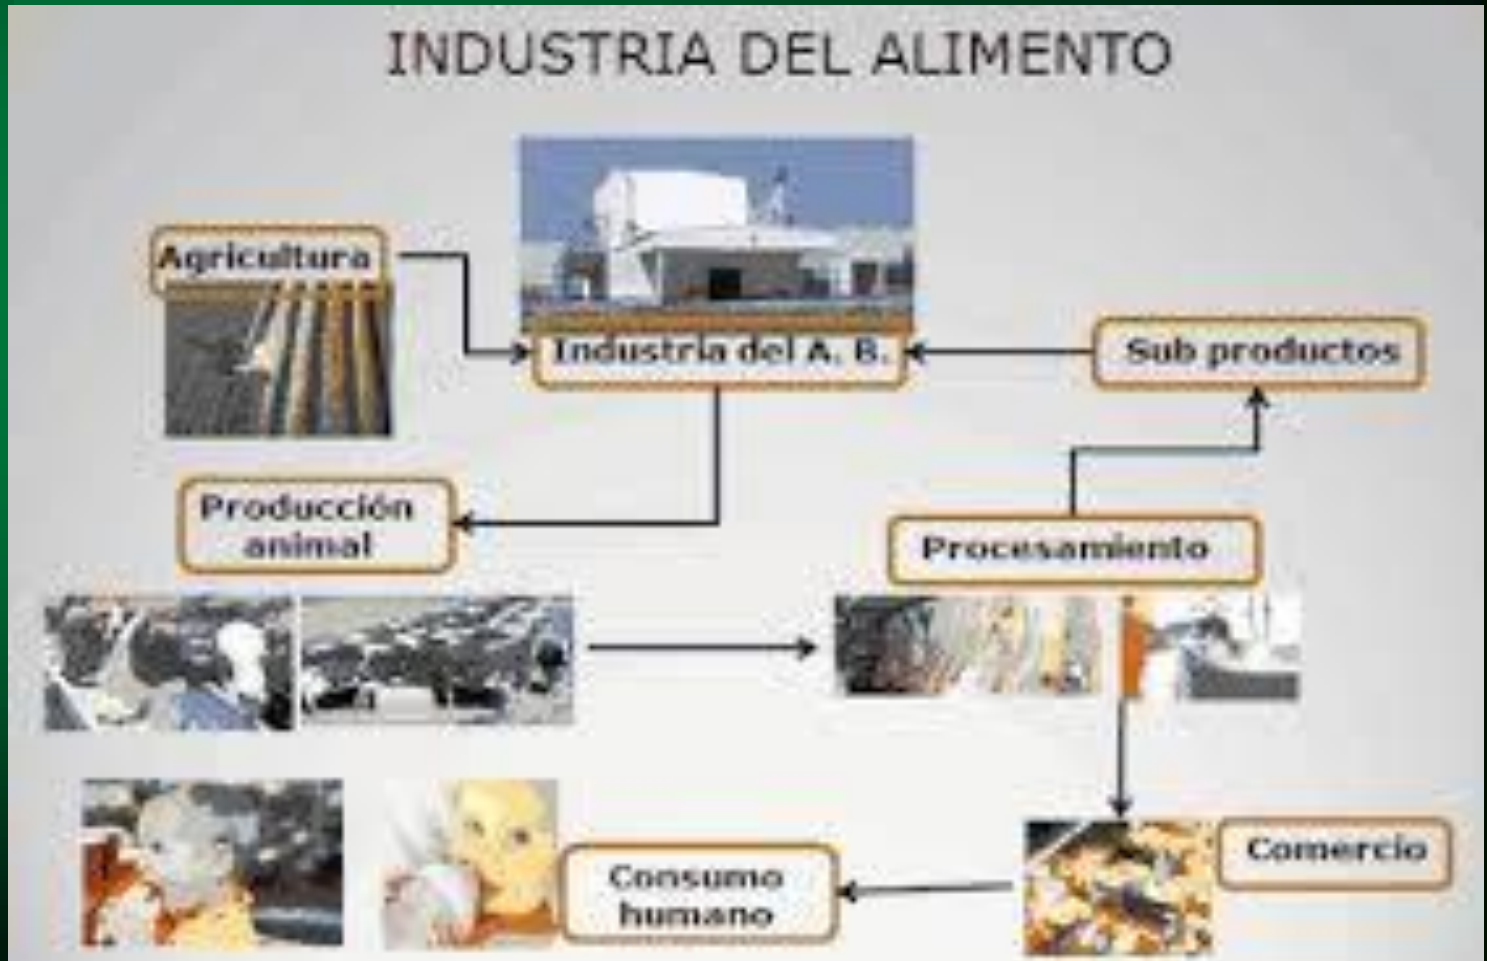 INDUSTRIA DEL ALIMENTO
Agricultura
Industria del A. B.
Sub productos
Producción
animal
Procesamiento
Comercio
Consumo
humano